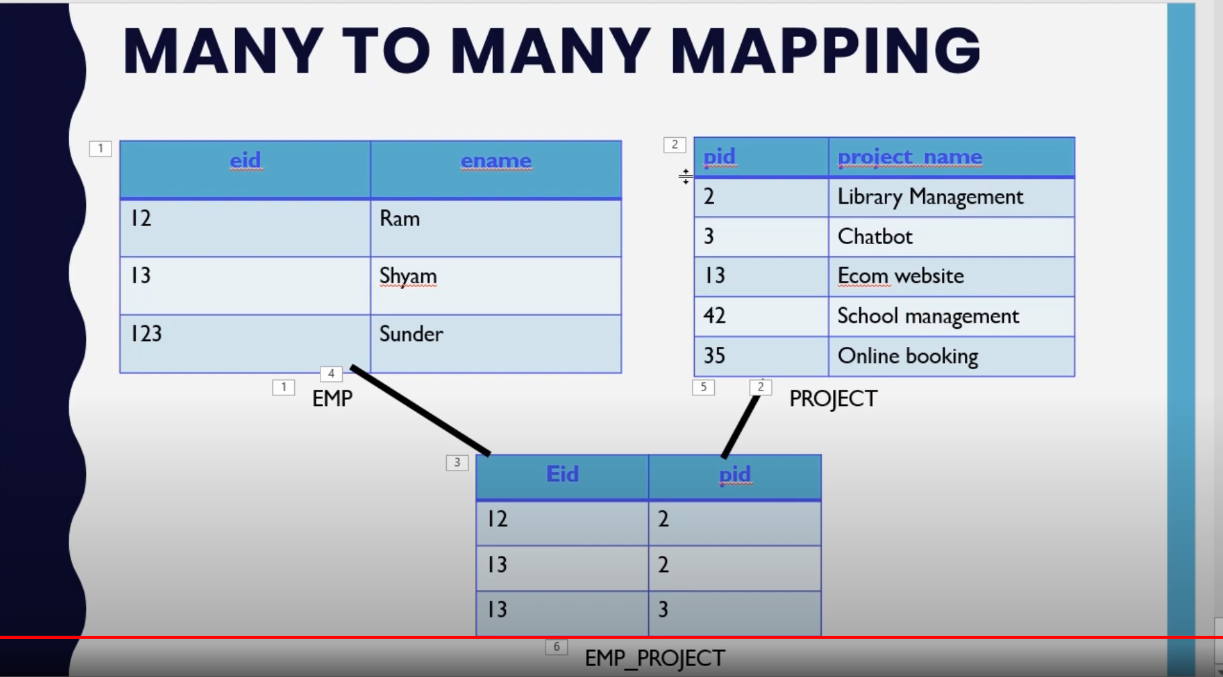 MANY TO MANY MAPPING
1
eid ename
12 Ram
13 Shyam
123 Sunder
2
pid project_name
2 Library Management
3 Chatbot
13 Ecom website
42 School management
35 Online booking
1 4
EMP
5 2
PROJECT
3
Eid pid
12 2
13 2
13 3
6
EMP_PROJECT